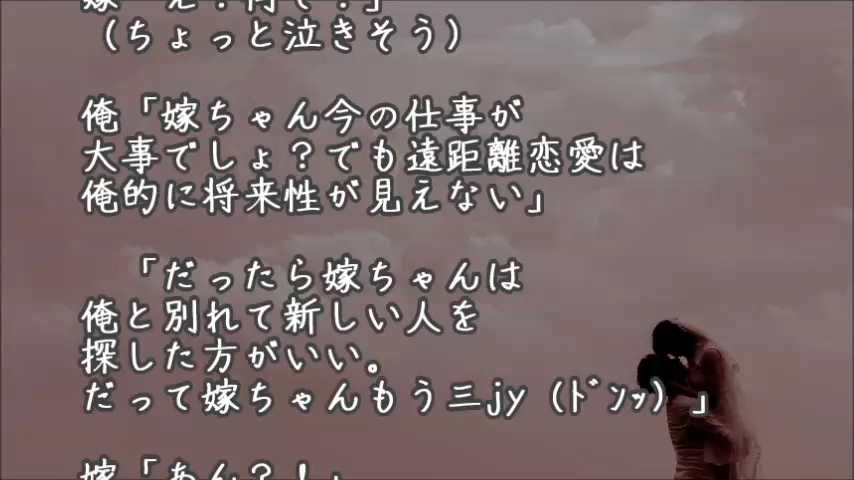 嫁「え？何で？」
（ちょっと泣きそう）
俺「嫁ちゃん今の仕事が
大事でしょ？でも遠距離恋愛は
俺的に将来性が見えない」
「だったら嫁ちゃんは
俺と別れて新しい人を
探した方がいい。
だって嫁ちゃんもう三jy（ﾄﾞﾝｯ）」
嫁「あん？！」